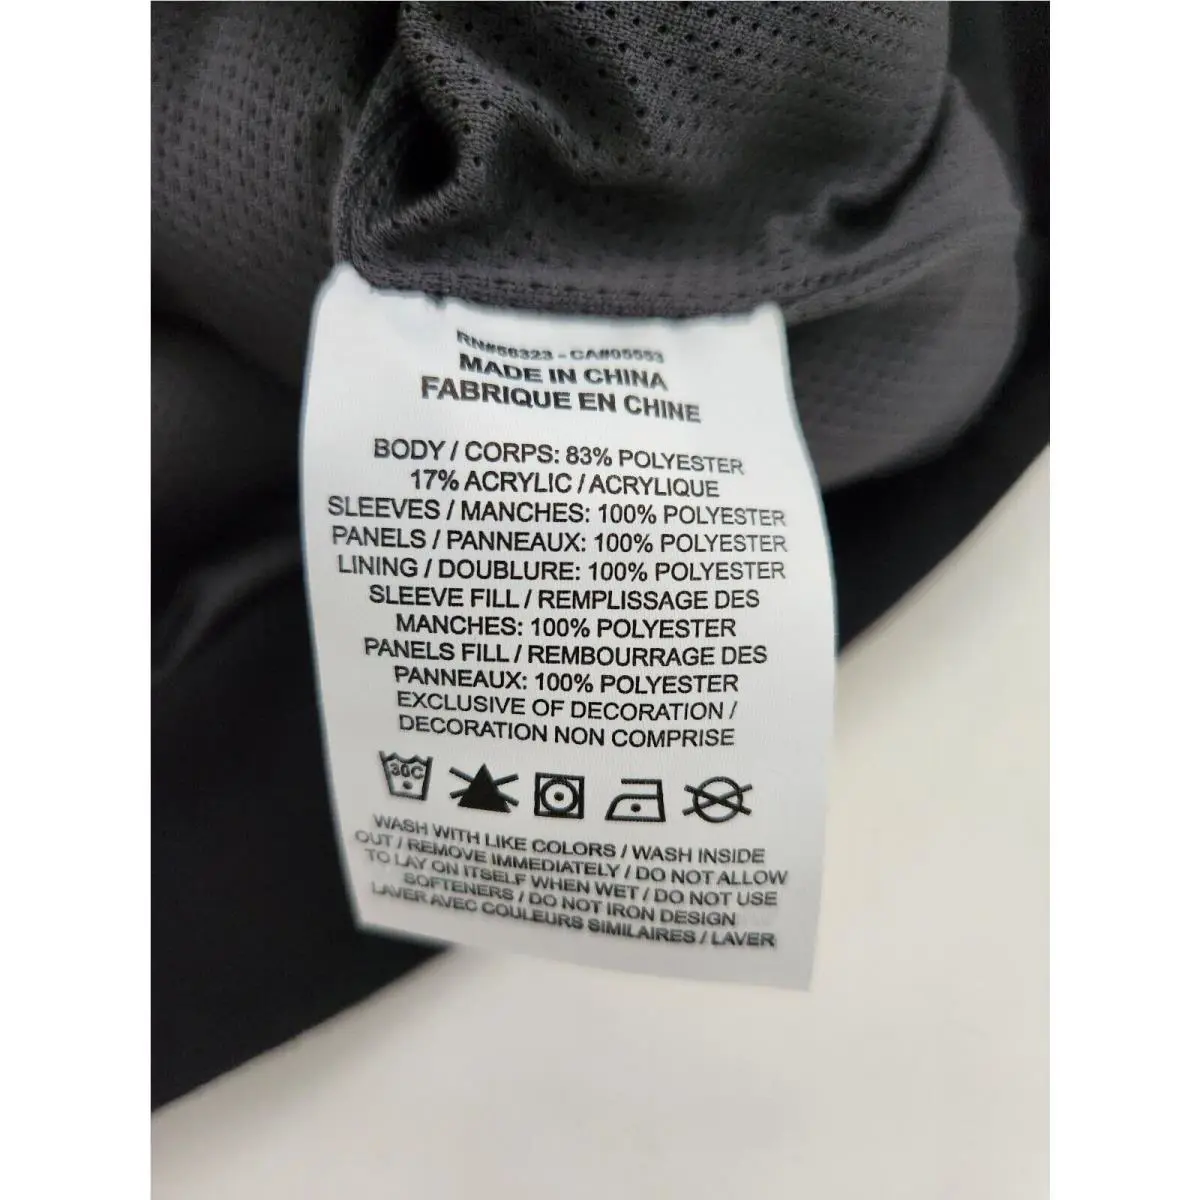 RN#56323 - CA#05553
MADE IN CHINA
FABRIQUE EN CHINE
BODY / CORPS: 83% POLYESTER
17% ACRYLIC / ACRYLIQUE
SLEEVES / MANCHES: 100% POLYESTER
PANELS / PANNEAUX: 100% POLYESTER
LINING / DOUBLURE: 100% POLYESTER
SLEEVE FILL / REMPLISSAGE DES
MANCHES: 100% POLYESTER
PANELS FILL / REMBOURRAGE DES
PANNEAUX: 100% POLYESTER
EXCLUSIVE OF DECORATION /
DECORATION NON COMPRISE
30C
WASH WITH LIKE COLORS / WASH INSIDE
OUT / REMOVE IMMEDIATELY / DO NOT ALLOW
TO LAY ON ITSELF WHEN WET / DO NOT USE
SOFTENERS / DO NOT IRON DESIGN
LAVER AVEC COULEURS SIMILAIRES / LAVER